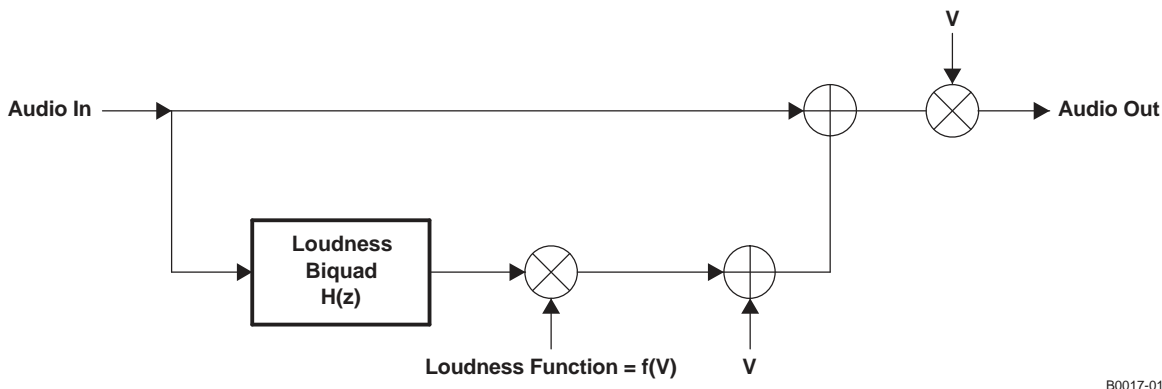 V
Audio In
Audio Out
Loudness
Biquad
H(z)
Loudness Function = f(V)
V
B0017-01